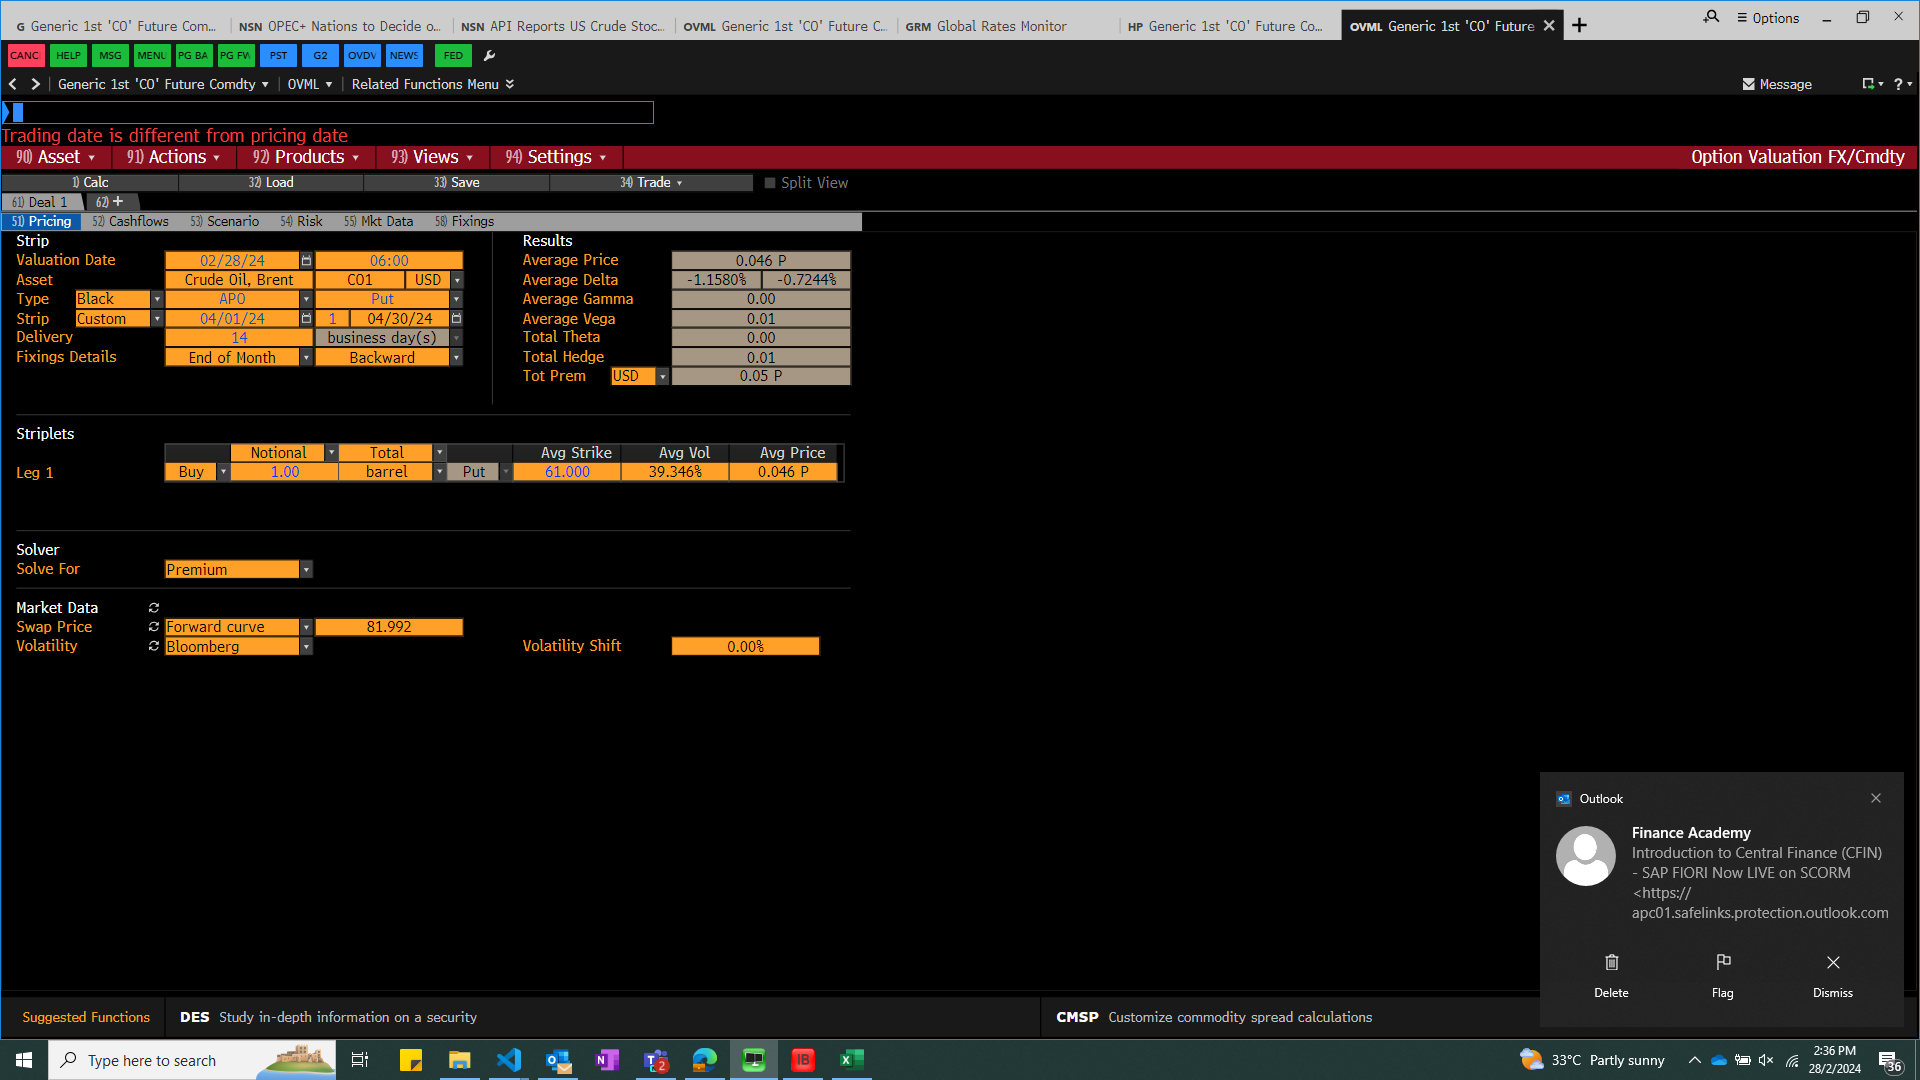 G Generic 1st 'CO' Future Com... NSN OPEC+ Nations to Decide o... NSN API Reports US Crude Stoc... OVML Generic 1st 'CO' Future C... GRM Global Rates Monitor HP Generic 1st 'CO' Future Co... OVML Generic 1st 'CO' Future Options
CANC HELP MSG MENU PG BA PG FW PST G2 OVDV NEWS FED
Generic 1st 'CO' Future Comdty OVML Related Functions Menu Message ?
Trading date is different from pricing date
90) Asset 91) Actions 92) Products 93) Views 94) Settings Option Valuation FX/Cmdty
1) Calc 32) Load 33) Save 34) Trade Split View
61) Deal 1 62) +
51) Pricing 52) Cashflows 53) Scenario 54) Risk 55) Mkt Data 58) Fixings
Strip Results
Valuation Date 02/28/24 06:00 Average Price 0.046 P
Asset Crude Oil, Brent CO1 USD Average Delta -1.1580% -0.7244%
Type Black APO Put Average Gamma 0.00
Strip Custom 04/01/24 1 04/30/24 Average Vega 0.01
Delivery 14 business day(s) Total Theta 0.00
Fixings Details End of Month Backward Total Hedge 0.01
Tot Prem USD 0.05 P
Striplets
Notional Total Avg Strike Avg Vol Avg Price
Leg 1 Buy 1.00 barrel Put 61.000 39.346% 0.046 P
Solver
Solve For Premium
Market Data
Swap Price Forward curve 81.992
Volatility Bloomberg Volatility Shift 0.00%
Outlook
Finance Academy
Introduction to Central Finance (CFIN)
- SAP FIORI Now LIVE on SCORM
<https://
apc01.safelinks.protection.outlook.com
Delete Flag Dismiss
Suggested Functions DES Study in-depth information on a security CMSP Customize commodity spread calculations
Type here to search 2 IB 33°C Partly sunny 2:36 PM
28/2/2024 36